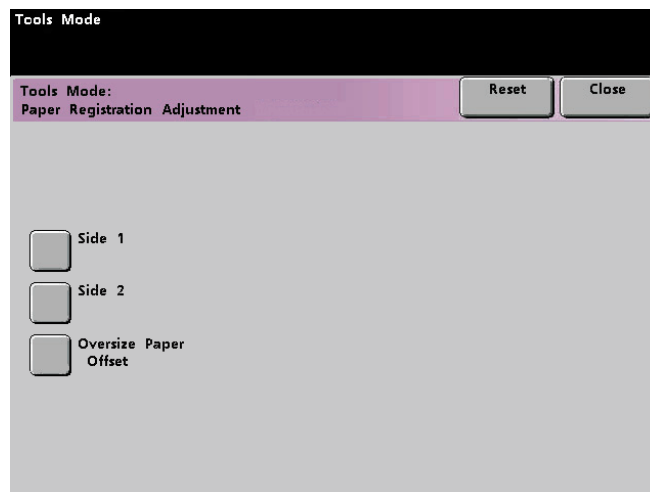 Tools Mode
Tools Mode:
Paper Registration Adjustment
Reset
Close
Side 1
Side 2
Oversize Paper
Offset